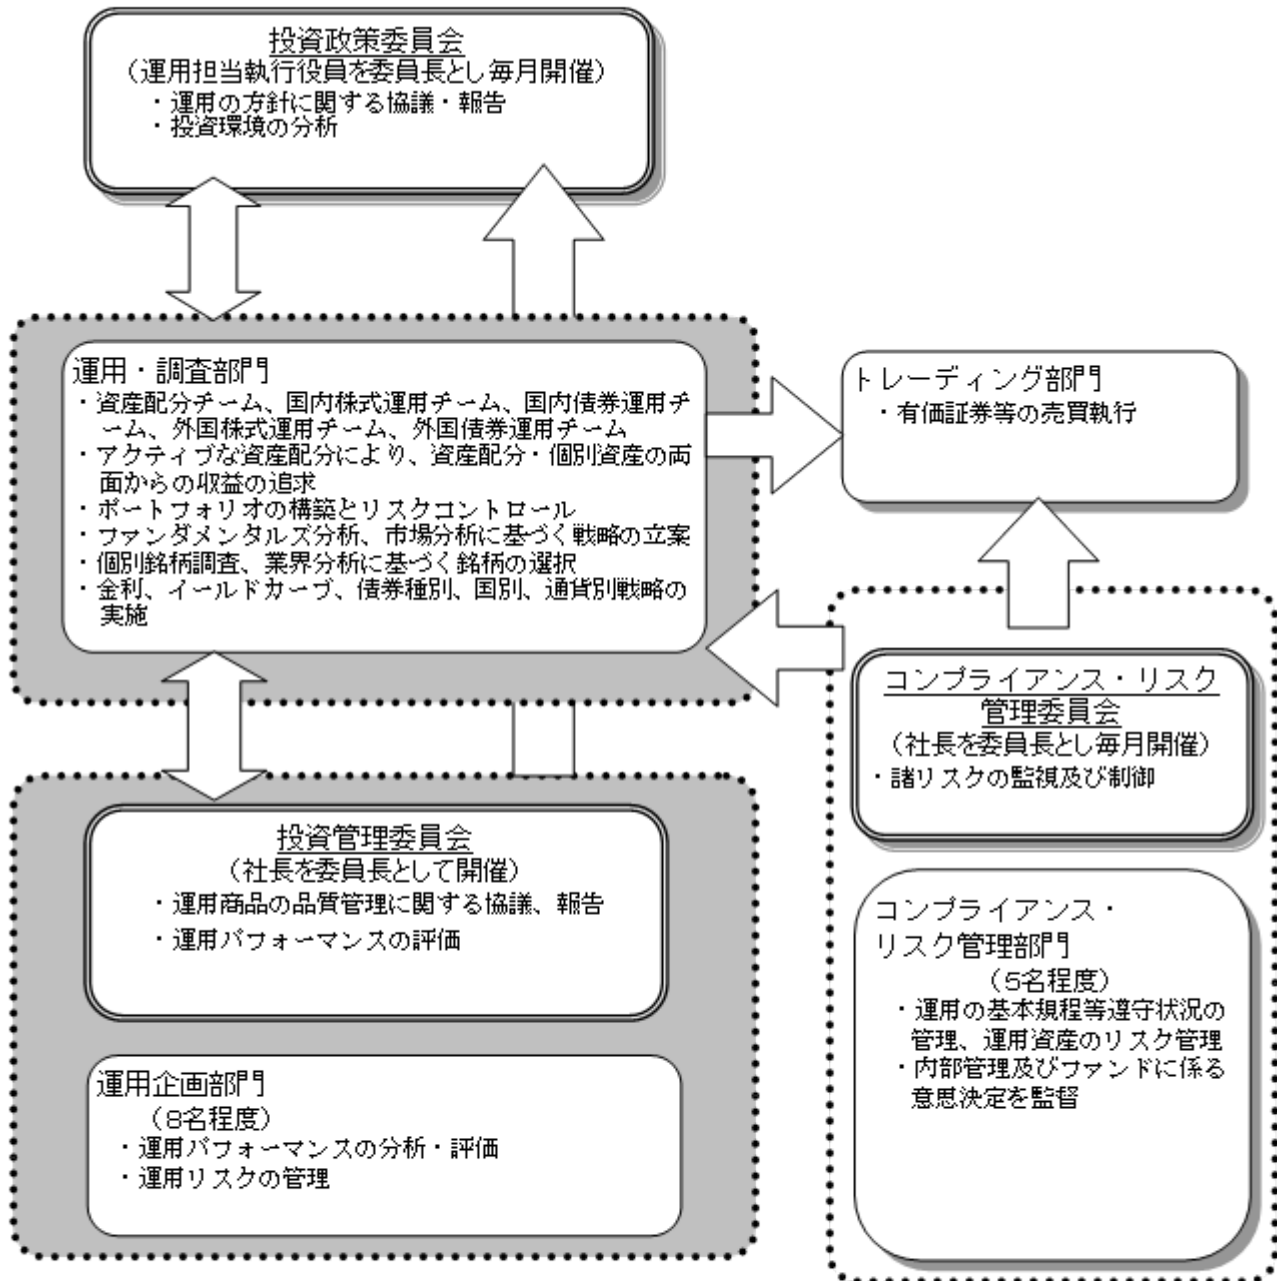 投資政策委員会
（運用担当執行役員を委員長とし毎月開催）
・運用の方針に関する協議・報告
・投資環境の分析
運用・調査部門
・資産配分チーム、国内株式運用チーム、国内債券運用チ
ーム、外国株式運用チーム、外国債券運用チーム
・アクティブな資産配分により、資産配分・個別資産の両
面からの収益の追求
・ポートフォリオの構築とリスクコントロール
・ファンダメンタルズ分析、市場分析に基づく戦略の立案
・個別銘柄調査、業界分析に基づく銘柄の選択
・金利、イールドカーブ、債券種別、国別、通貨別戦略の
実施
トレーディング部門
・有価証券等の売買執行
コンプライアンス・リスク
管理委員会
（社長を委員長とし毎月開催）
・諸リスクの監視及び制御
投資管理委員会
（社長を委員長として開催）
・運用商品の品質管理に関する協議、報告
・運用パフォーマンスの評価
コンプライアンス・
リスク管理部門
（5名程度）
・運用の基本規程等遵守状況の
管理、運用資産のリスク管理
・内部管理及びファンドに係る
意思決定を監督
運用企画部門
（8名程度）
・運用パフォーマンスの分析・評価
・運用リスクの管理